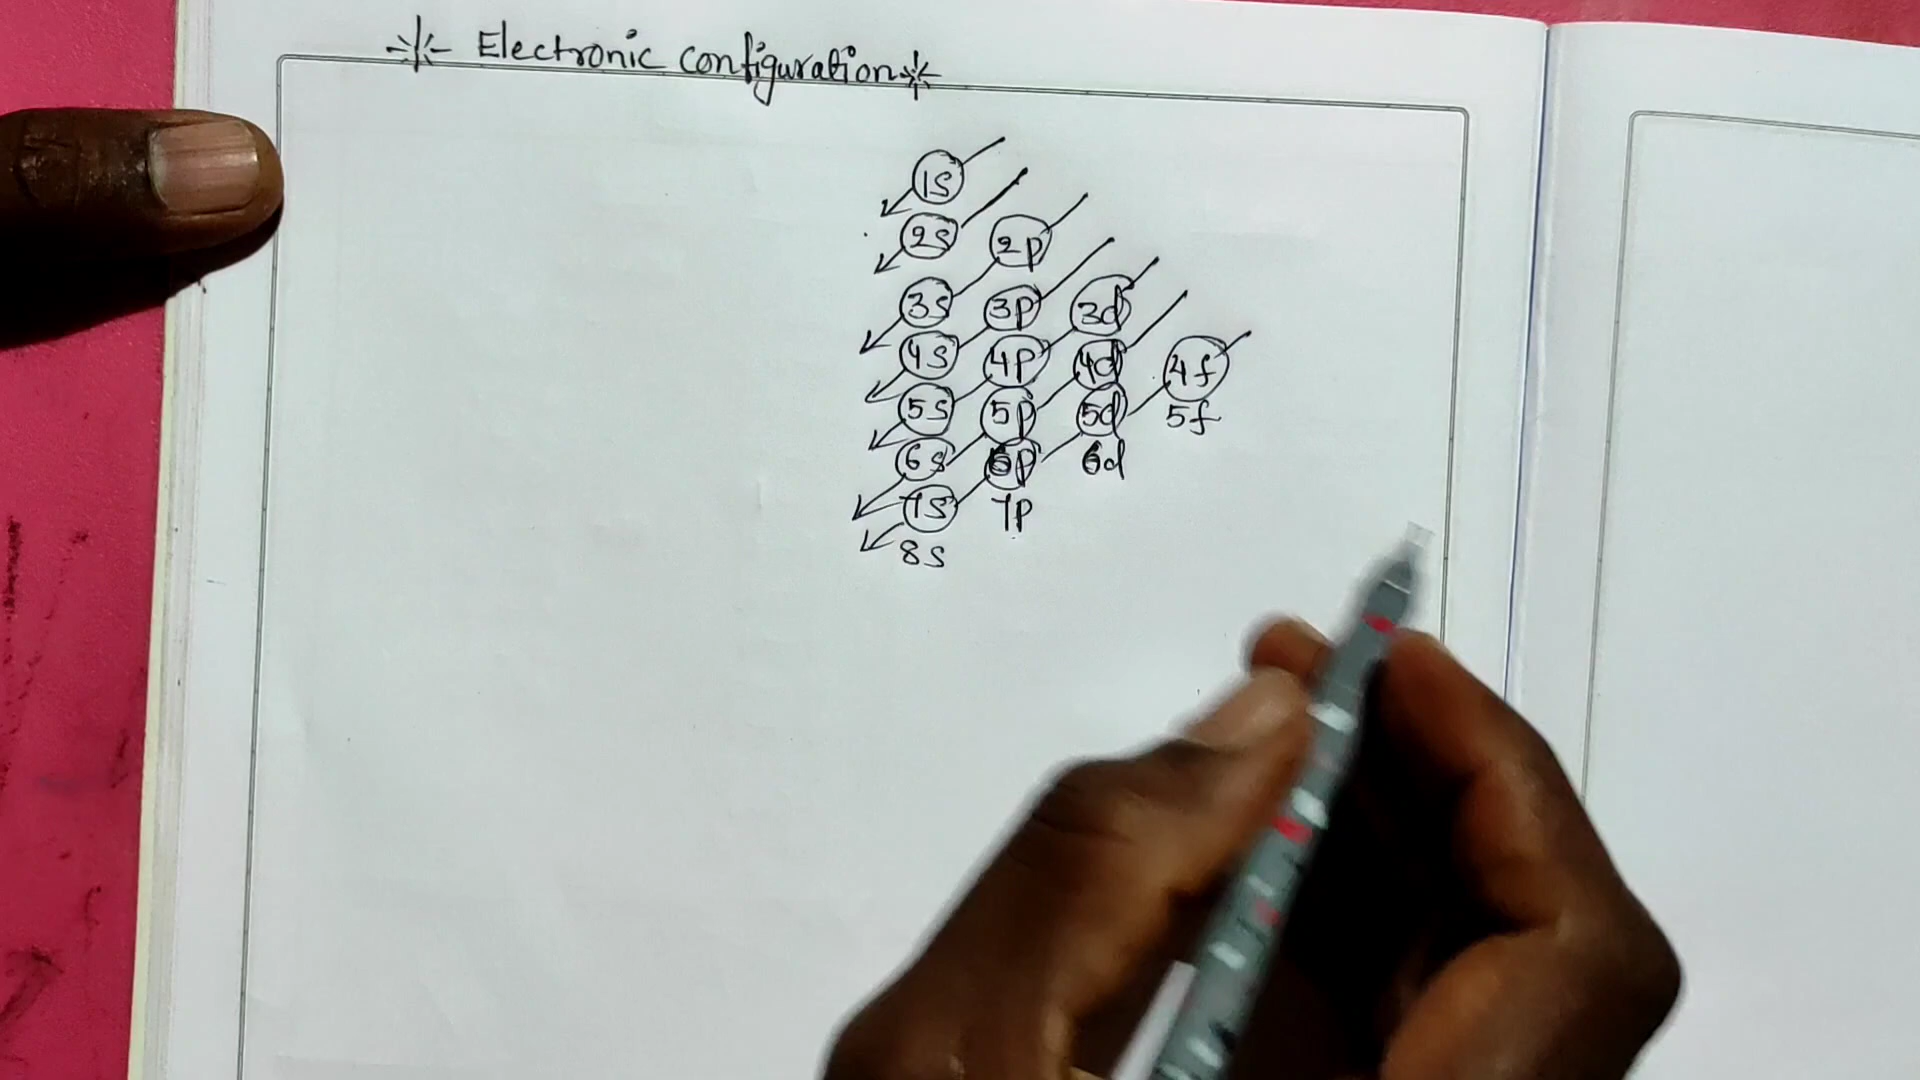 Electronic configuration
1s
2s 2p
3s 3p 3d
4s 4p 4d 4f
5s 5p 5d 5f
6s 6p 6d
7s 7p
8s